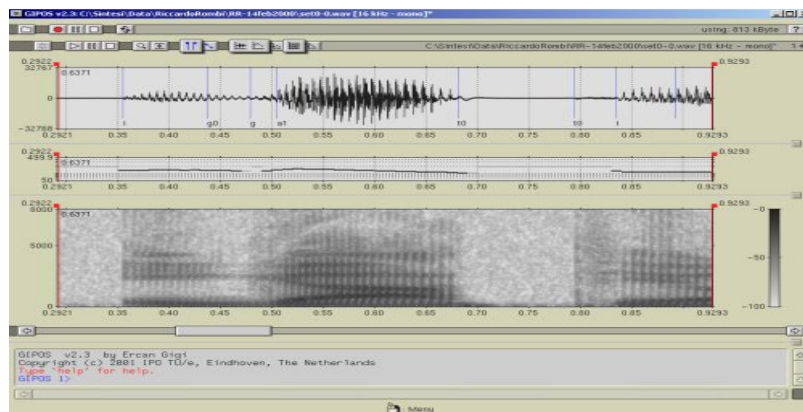 GIPOS v2.3: C:\Sintesi\Data\RiccardoRombi\RR-14feb2000\set0-0.wav [16 kHz - mono]*
using: 813 kByte ?
C:\Sintesi\Data\RiccardoRombi\RR-14feb2000\set0-0.wav [16 kHz - mono]*
0.2922 0.9293
32767 0.6371
0
-32768
i g0 g a1 t0 t0 i
0.2921 0.35 0.40 0.45 0.50 0.55 0.60 0.65 0.70 0.75 0.80 0.85 0.9293
0.2922 0.9293
499.9 0.6371
50
0.2921 0.35 0.40 0.45 0.50 0.55 0.60 0.65 0.70 0.75 0.80 0.85 0.9293
0.2922 0.9293
8000 0.6371 -0
5000 -50
0 -100
0.2921 0.35 0.40 0.45 0.50 0.55 0.60 0.65 0.70 0.75 0.80 0.85 0.9293
GIPOS v2.3 by Ercan Gigi
Copyright (c) 2001 IPO TU/e, Eindhoven, The Netherlands
Type 'help' for help.
GIPOS 1>
Menu